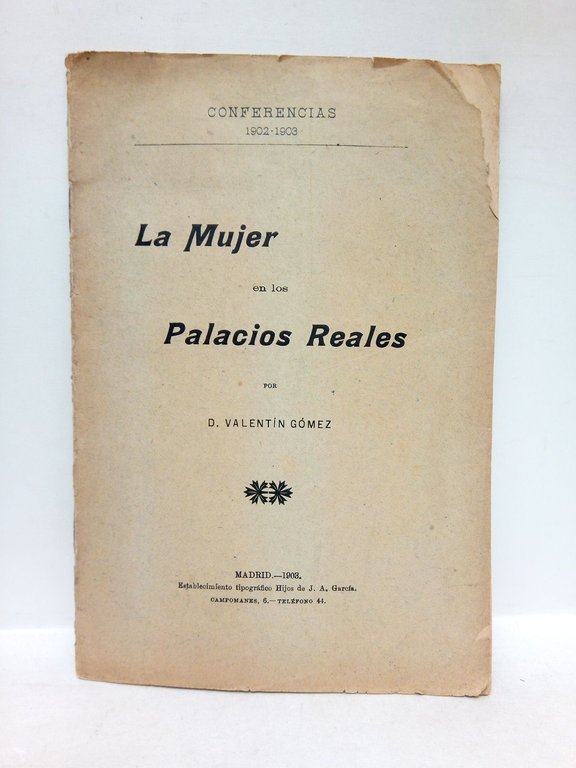 CONFERENCIAS
1902-1903
La Mujer
en los
Palacios Reales
POR
D. VALENTÍN GÓMEZ
MADRID.—1903.
Establecimiento tipográfico Hijos de J. A. García.
CAMPOMANES, 6.—TELÉFONO 44.